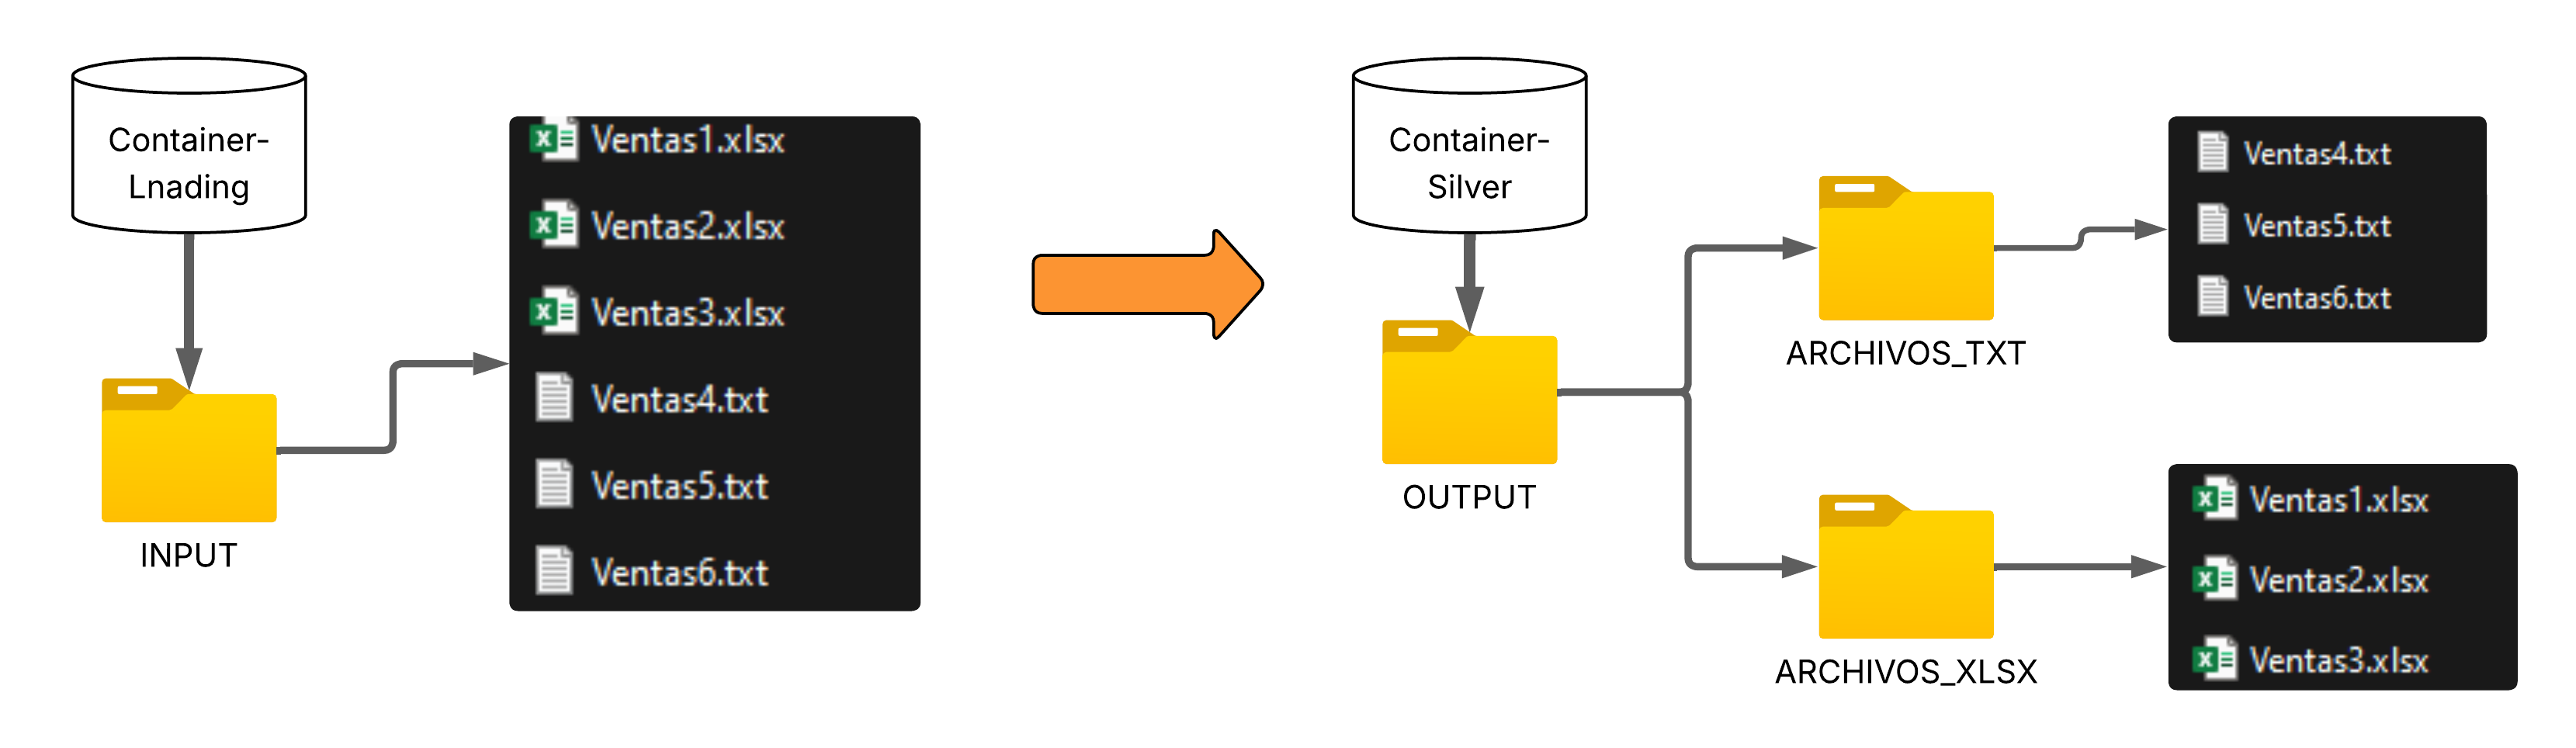 Container-
Lnading
INPUT
Ventas1.xlsx
Ventas2.xlsx
Ventas3.xlsx
Ventas4.txt
Ventas5.txt
Ventas6.txt
Container-
Silver
OUTPUT
ARCHIVOS_TXT
Ventas4.txt
Ventas5.txt
Ventas6.txt
ARCHIVOS_XLSX
Ventas1.xlsx
Ventas2.xlsx
Ventas3.xlsx